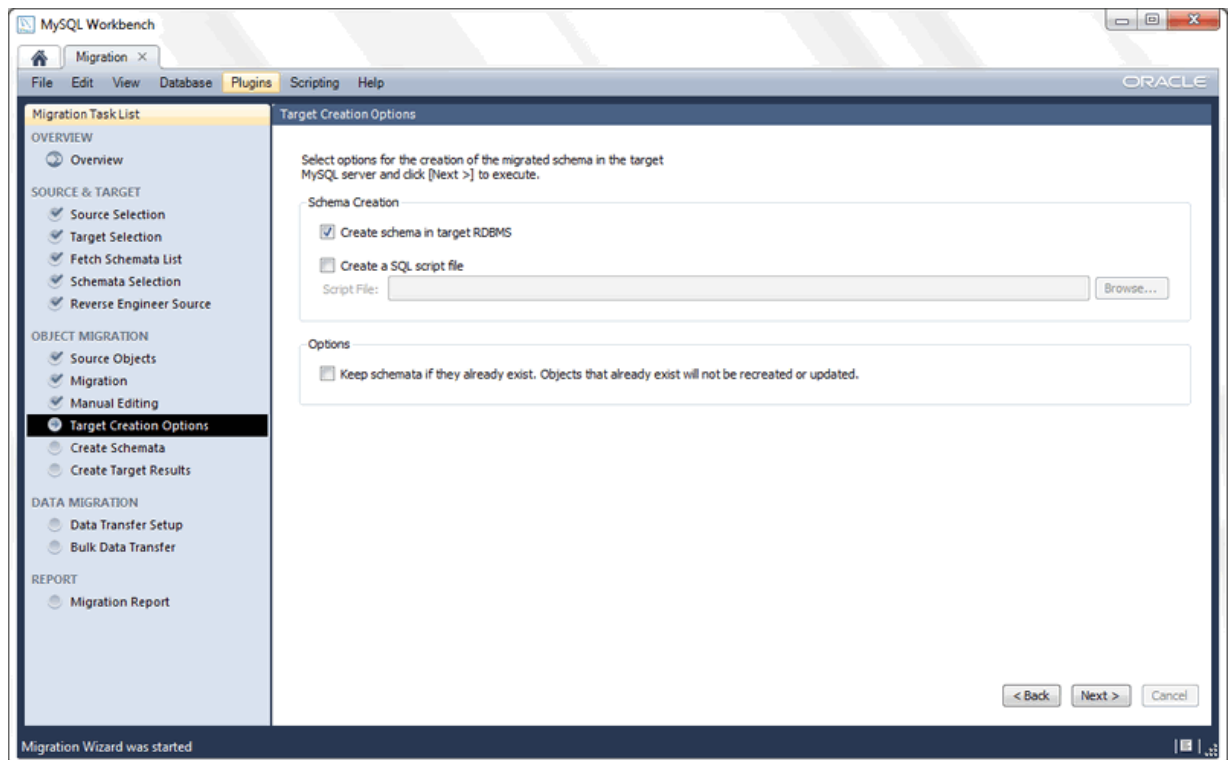 MySQL Workbench
Migration
File Edit View Database Plugins Scripting Help ORACLE
Migration Task List
OVERVIEW
Overview
SOURCE & TARGET
Source Selection
Target Selection
Fetch Schemata List
Schemata Selection
Reverse Engineer Source
OBJECT MIGRATION
Source Objects
Migration
Manual Editing
Target Creation Options
Create Schemata
Create Target Results
DATA MIGRATION
Data Transfer Setup
Bulk Data Transfer
REPORT
Migration Report
Target Creation Options
Select options for the creation of the migrated schema in the target
MySQL server and click [Next >] to execute.
Schema Creation
Create schema in target RDBMS
Create a SQL script file
Script File: Browse...
Options
Keep schemata if they already exist. Objects that already exist will not be recreated or updated.
< Back Next > Cancel
Migration Wizard was started